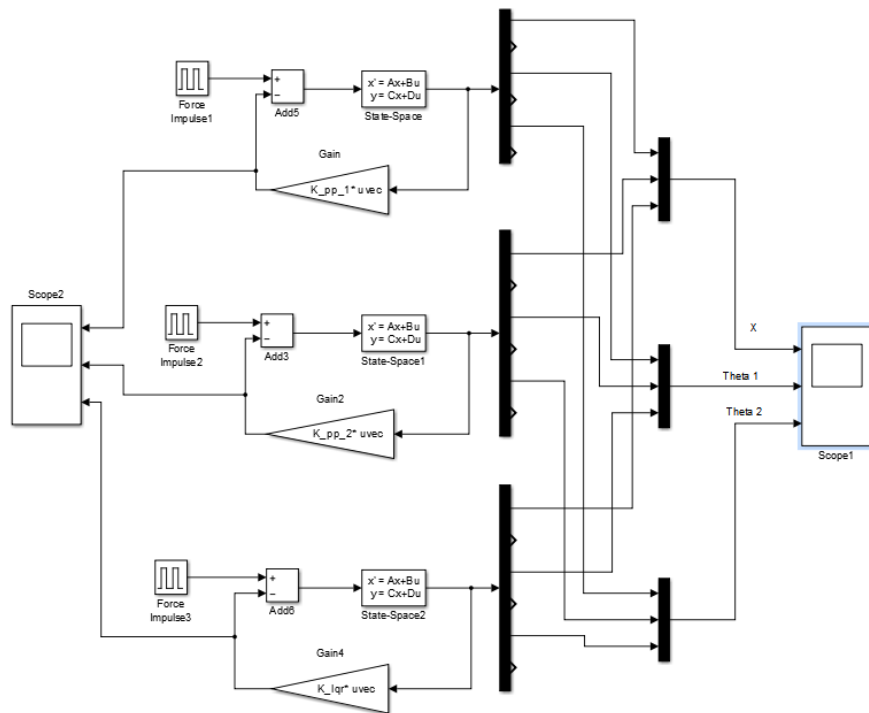 Force
Impulse1
+
−
Add5
x' = Ax+Bu
y = Cx+Du
State-Space
Gain
K_pp_1* uvec
Scope2
Force
Impulse2
+
−
Add3
x' = Ax+Bu
y = Cx+Du
State-Space1
Gain2
K_pp_2* uvec
X
Theta 1
Theta 2
Scope1
Force
Impulse3
+
−
Add6
x' = Ax+Bu
y = Cx+Du
State-Space2
Gain4
K_lqr* uvec